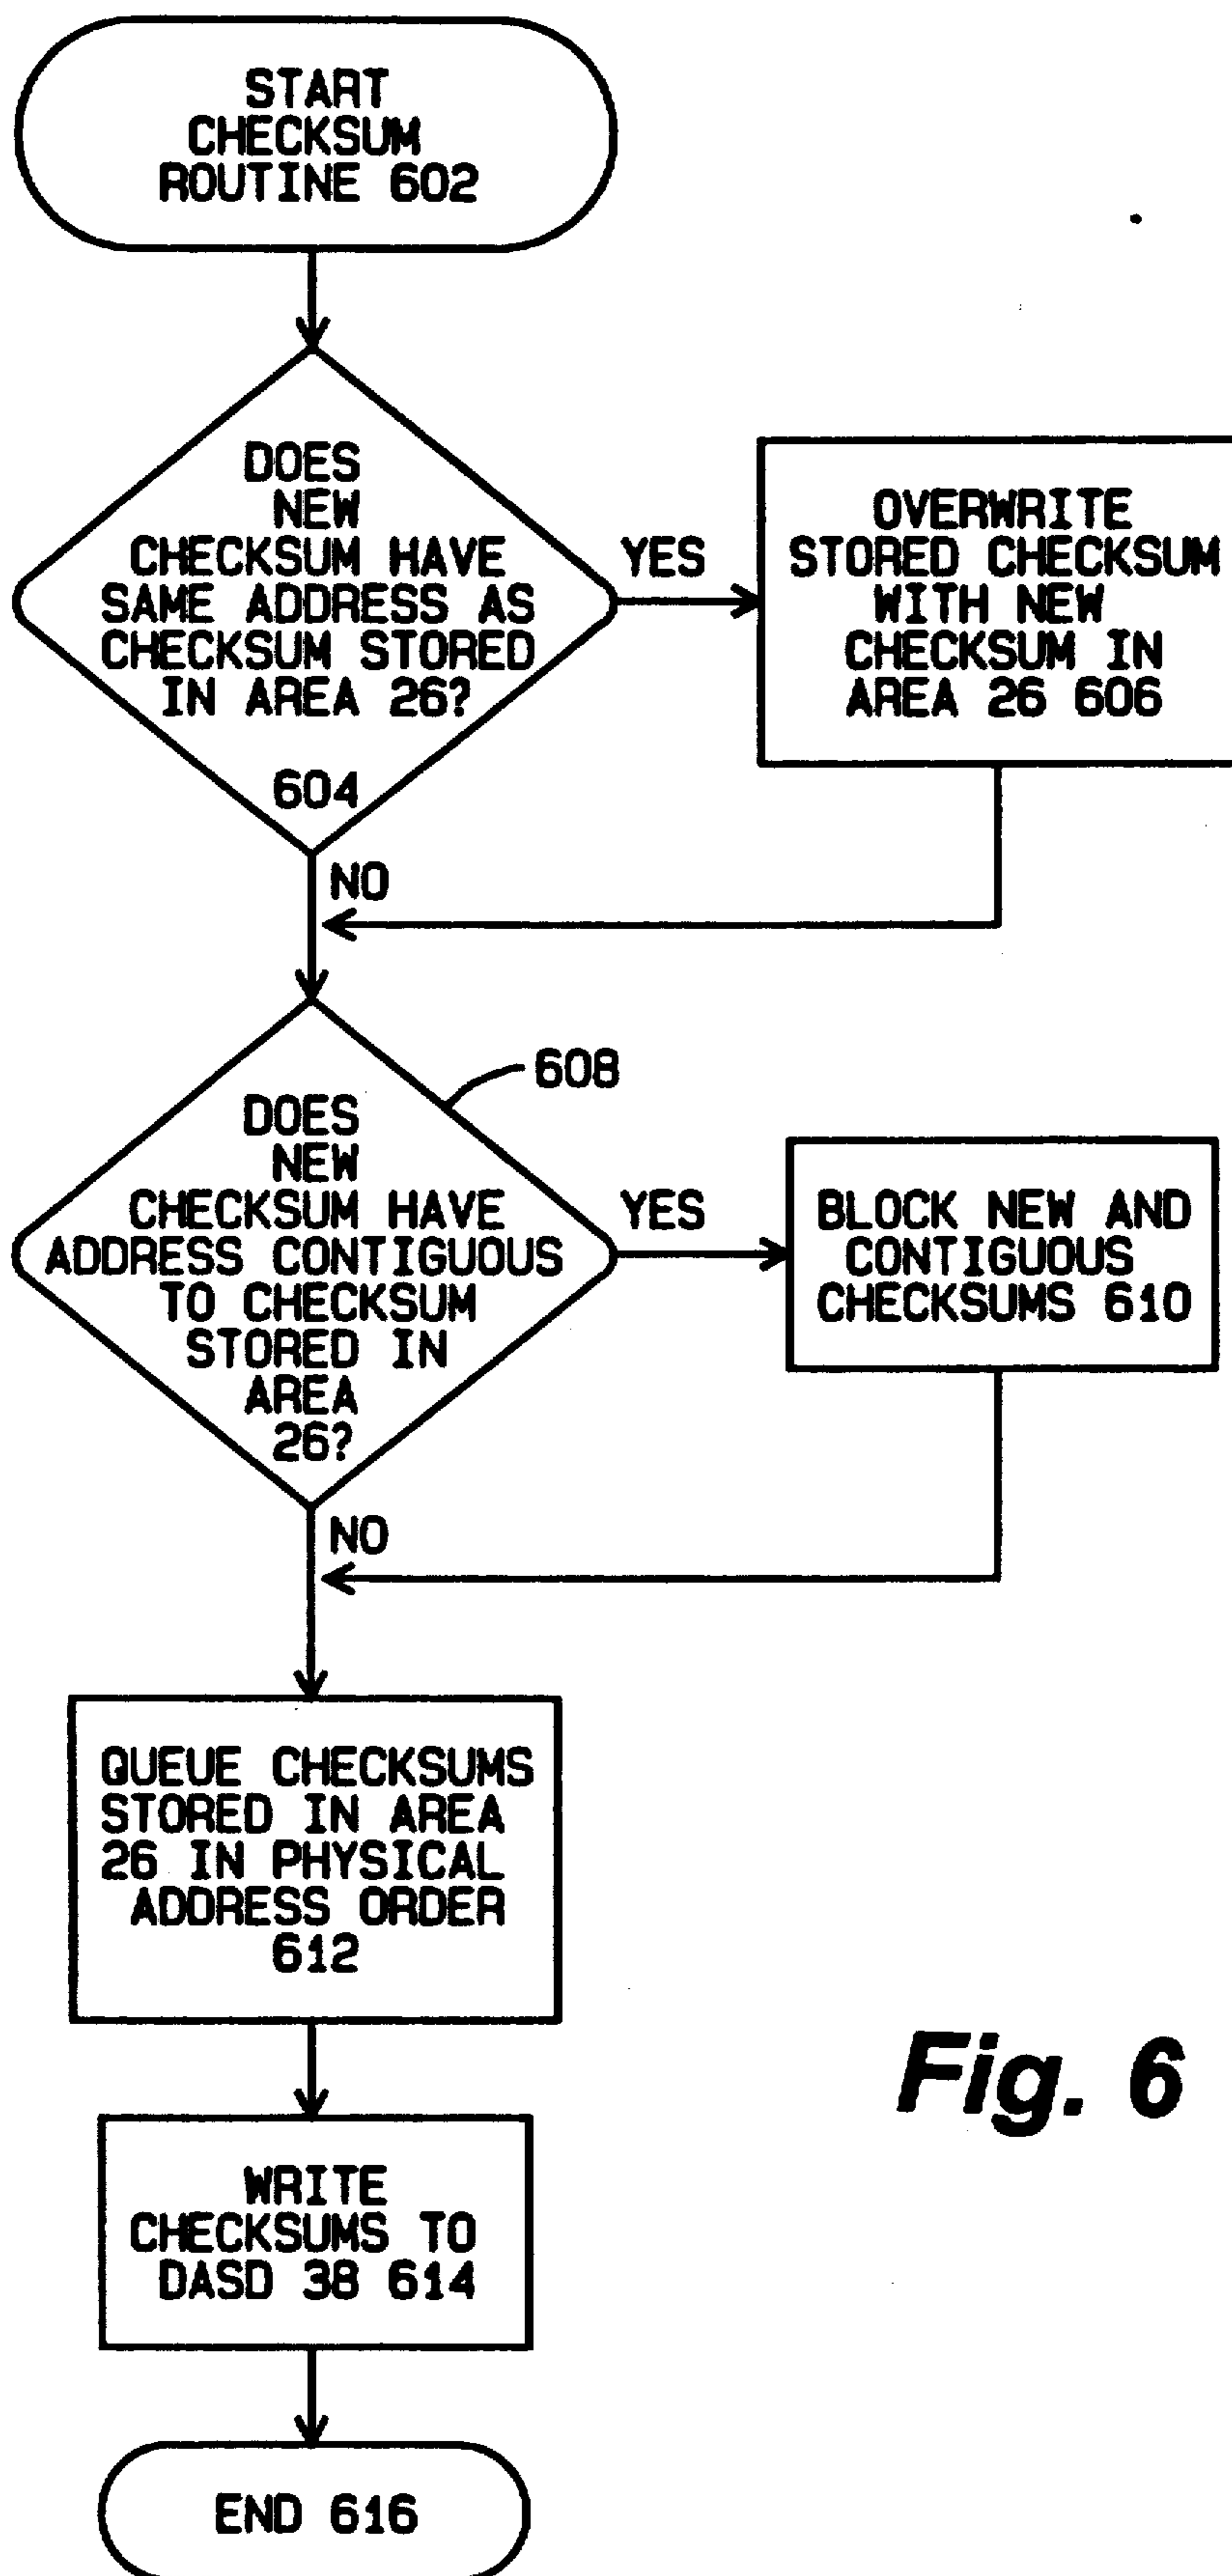 START
CHECKSUM
ROUTINE 602
DOES
NEW
CHECKSUM HAVE
SAME ADDRESS AS
CHECKSUM STORED
IN AREA 26?
604
YES
OVERWRITE
STORED CHECKSUM
WITH NEW
CHECKSUM IN
AREA 26 606
NO
608
DOES
NEW
CHECKSUM HAVE
ADDRESS CONTIGUOUS
TO CHECKSUM
STORED IN
AREA
26?
YES
BLOCK NEW AND
CONTIGUOUS
CHECKSUMS 610
NO
QUEUE CHECKSUMS
STORED IN AREA
26 IN PHYSICAL
ADDRESS ORDER
612
WRITE
CHECKSUMS TO
DASD 38 614
END 616
Fig. 6